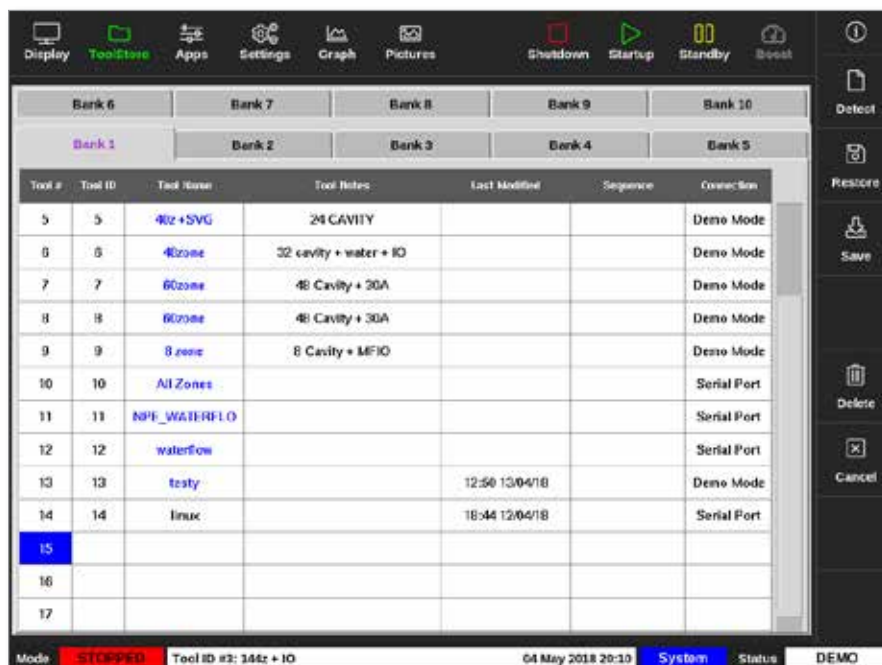 Display ToolStore Apps Settings Graph Pictures Shutdown Startup Standby Boost
Detect
Restore
Save
Delete
Cancel
Bank 6 Bank 7 Bank 8 Bank 9 Bank 10
Bank 1 Bank 2 Bank 3 Bank 4 Bank 5
Tool # Tool ID Tool Name Tool Notes Last Modified Sequence Connection
5 5 40z +SVG 24 CAVITY Demo Mode
6 6 40zone 32 cavity + water + IO Demo Mode
7 7 60zone 48 Cavity + 30A Demo Mode
8 8 60zone 48 Cavity + 30A Demo Mode
9 9 8 zone 8 Cavity + MFIO Demo Mode
10 10 All Zones Serial Port
11 11 NPE_WATERFLO Serial Port
12 12 waterflow Serial Port
13 13 testy 12:50 13/04/18 Demo Mode
14 14 linux 18:44 12/04/18 Serial Port
15
16
17
Mode STOPPED Tool ID #3: 144z + IO 04 May 2018 20:10 System Status DEMO